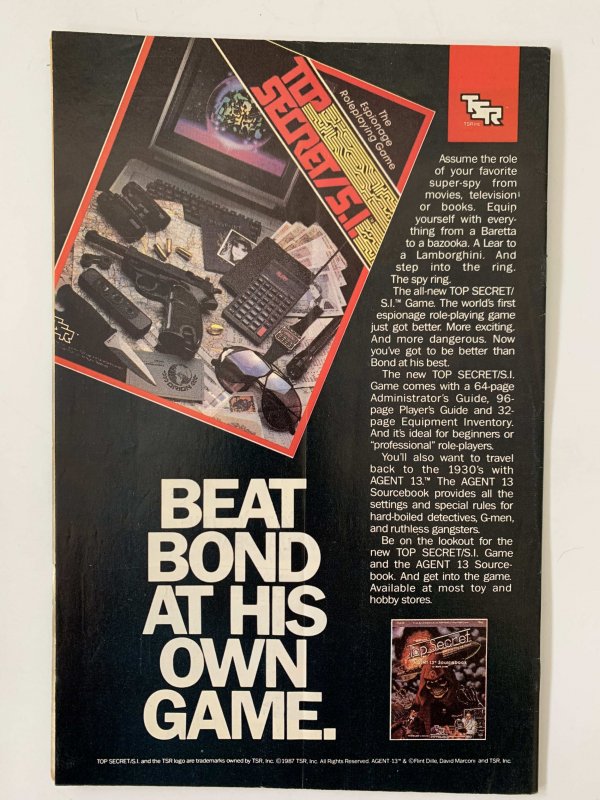 TOP
SECRET/S.I.
The
Espionage
Roleplaying Game
TSR
TSR, Inc.
Assume the role
of your favorite
super-spy from
movies, television
or books. Equip
yourself with every-
thing from a Baretta
to a bazooka. A Lear to
a Lamborghini. And
step into the ring.
The spy ring.
The all-new TOP SECRET/
S.I.™ Game. The world's first
espionage role-playing game
just got better. More exciting.
And more dangerous. Now
you've got to be better than
Bond at his best.
The new TOP SECRET/S.I.
Game comes with a 64-page
Administrator's Guide, 96-
page Player's Guide and 32-
page Equipment Inventory.
And it's ideal for beginners or
"professional" role-players.
You'll also want to travel
back to the 1930's with
AGENT 13.™ The AGENT 13
Sourcebook provides all the
settings and special rules for
hard-boiled detectives, G-men,
and ruthless gangsters.
Be on the lookout for the
new TOP SECRET/S.I. Game
and the AGENT 13 Source-
book. And get into the game.
Available at most toy and
hobby stores.
BEAT
BOND
AT HIS
OWN
GAME.
Top Secret
AGENT 13™ Sourcebook
TOP SECRET/S.I. and the TSR logo are trademarks owned by TSR, Inc. ©1987 TSR, Inc. All Rights Reserved. AGENT-13™ & ©Flint Dille, David Marconi and TSR, Inc.